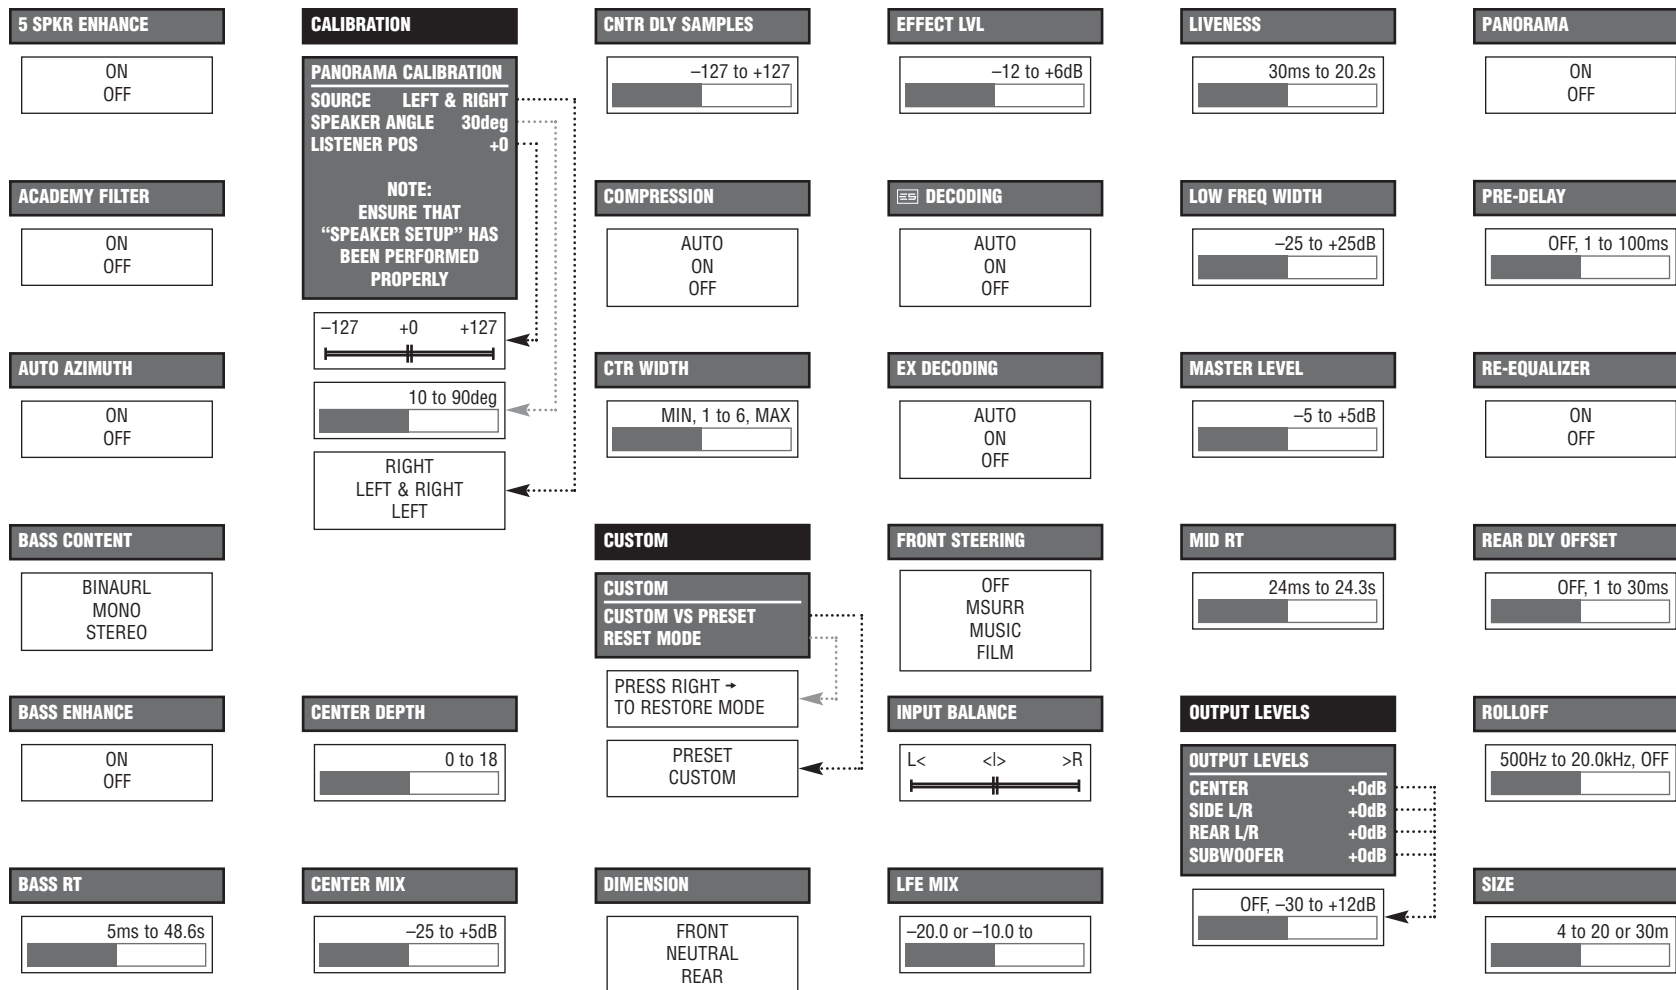 5 SPKR ENHANCE
ON
OFF
ACADEMY FILTER
ON
OFF
AUTO AZIMUTH
ON
OFF
BASS CONTENT
BINAURL
MONO
STEREO
BASS ENHANCE
ON
OFF
BASS RT
5ms to 48.6s
CALIBRATION
PANORAMA CALIBRATION
SOURCE LEFT & RIGHT
SPEAKER ANGLE 30deg
LISTENER POS +0
NOTE:
ENSURE THAT
“SPEAKER SETUP” HAS
BEEN PERFORMED
PROPERLY
–127 +0 +127
10 to 90deg
RIGHT
LEFT & RIGHT
LEFT
CENTER DEPTH
0 to 18
CENTER MIX
–25 to +5dB
CNTR DLY SAMPLES
–127 to +127
COMPRESSION
AUTO
ON
OFF
CTR WIDTH
MIN, 1 to 6, MAX
CUSTOM
CUSTOM
CUSTOM VS PRESET
RESET MODE
PRESS RIGHT →
TO RESTORE MODE
PRESET
CUSTOM
DIMENSION
FRONT
NEUTRAL
REAR
EFFECT LVL
–12 to +6dB
ES DECODING
AUTO
ON
OFF
EX DECODING
AUTO
ON
OFF
FRONT STEERING
OFF
MSURR
MUSIC
FILM
INPUT BALANCE
L< <|> >R
LFE MIX
–20.0 or –10.0 to
LIVENESS
30ms to 20.2s
LOW FREQ WIDTH
–25 to +25dB
MASTER LEVEL
–5 to +5dB
MID RT
24ms to 24.3s
OUTPUT LEVELS
OUTPUT LEVELS
CENTER +0dB
SIDE L/R +0dB
REAR L/R +0dB
SUBWOOFER +0dB
OFF, –30 to +12dB
PANORAMA
ON
OFF
PRE-DELAY
OFF, 1 to 100ms
RE-EQUALIZER
ON
OFF
REAR DLY OFFSET
OFF, 1 to 30ms
ROLLOFF
500Hz to 20.0kHz, OFF
SIZE
4 to 20 or 30m